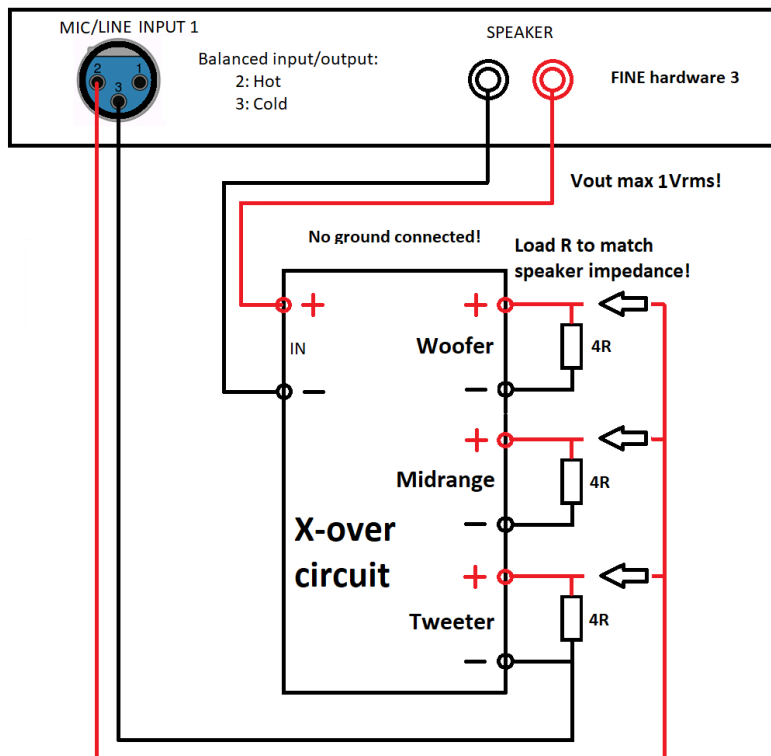 MIC/LINE INPUT 1
SPEAKER
Balanced input/output:
2: Hot
3: Cold
FINE hardware 3
2
1
3
Vout max 1Vrms!
No ground connected!
Load R to match
speaker impedance!
+
+
IN
Woofer
4R
−
−
+
Midrange
4R
−
X-over
circuit
+
Tweeter
4R
−